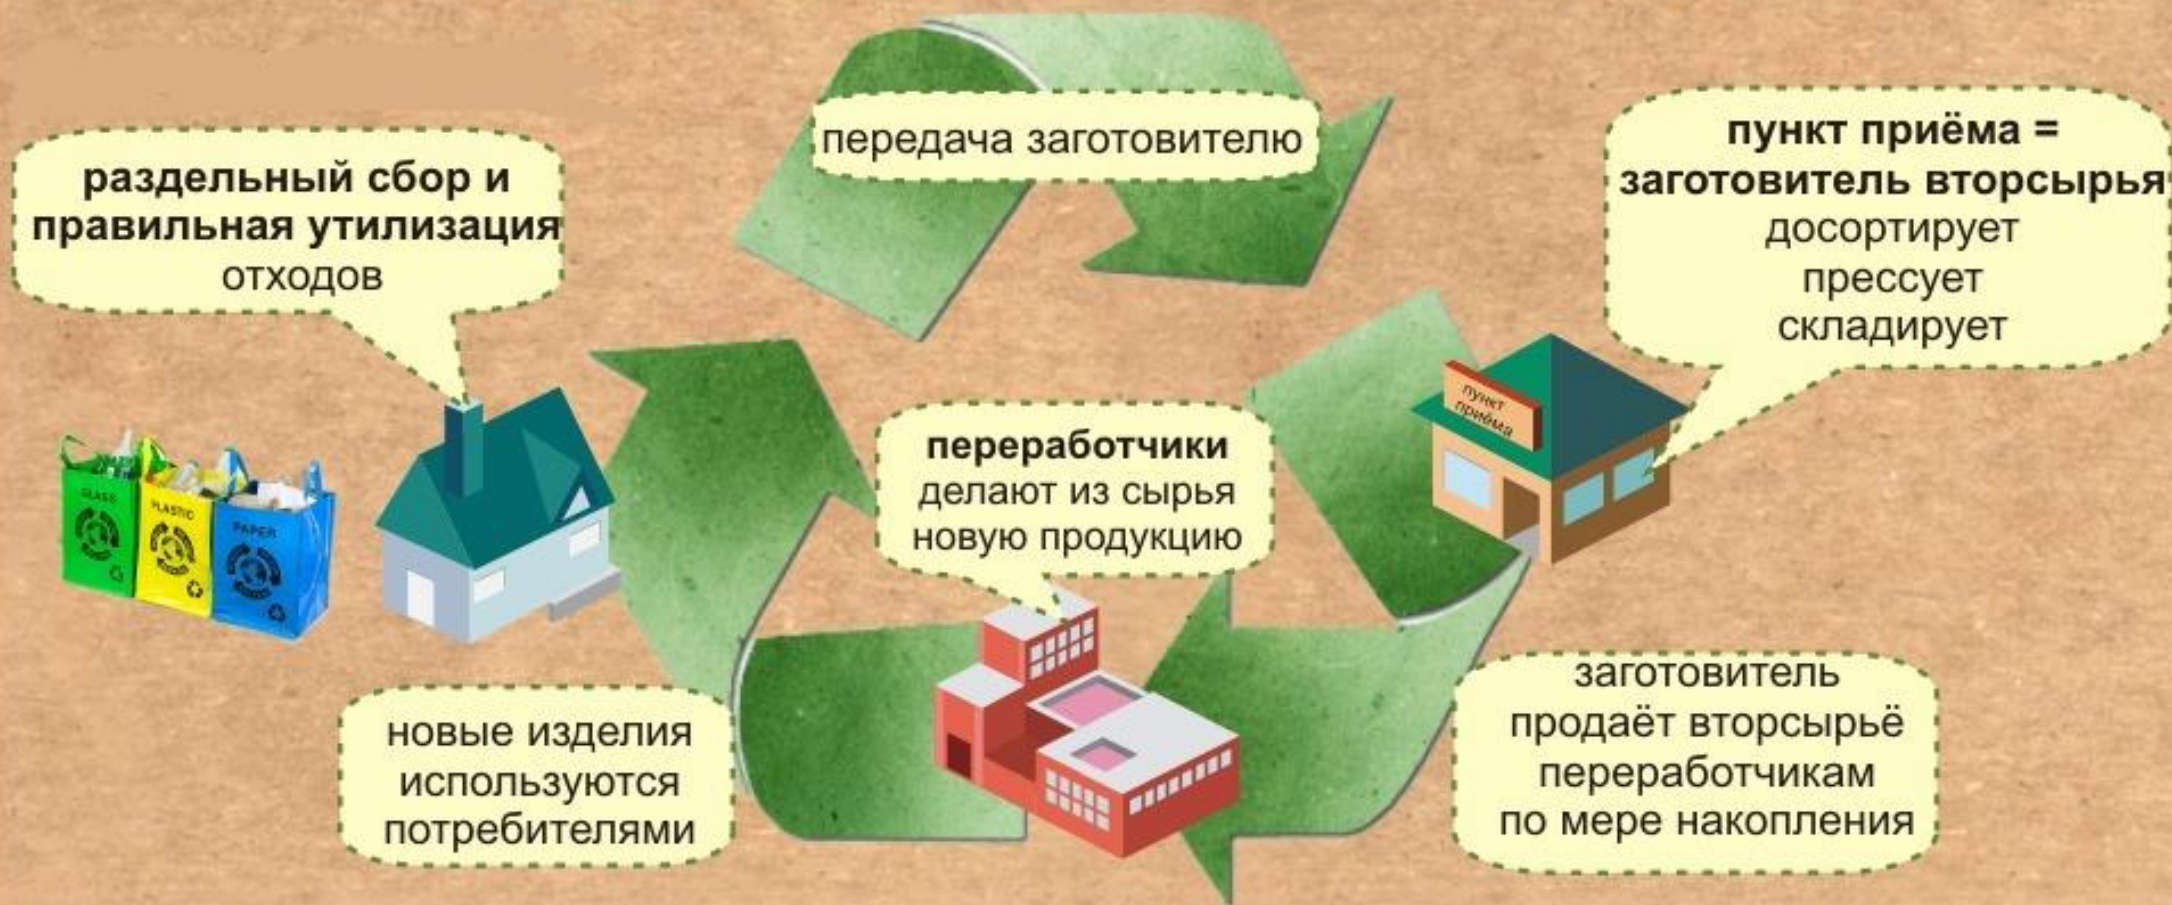 передача заготовителю
раздельный сбор и
правильная утилизация
отходов
пункт приёма =
заготовитель вторсырья
досортирует
прессует
складирует
пункт
приёма
переработчики
делают из сырья
новую продукцию
GLASS
PLASTIC
PAPER
новые изделия
используются
потребителями
заготовитель
продаёт вторсырьё
переработчикам
по мере накопления